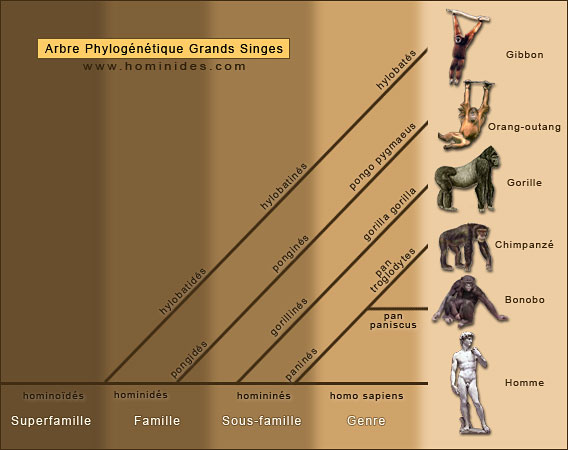 Arbre Phylogénétique Grands Singes
www.hominides.com
Gibbon
Orang-outang
Gorille
Chimpanzé
Bonobo
Homme
hylobatés
hylobatinés
hylobatidés
pongo pygmaeus
ponginés
pongidés
gorilla gorilla
gorillinés
pan
troglodytes
paninés
pan
paniscus
hominoïdés
hominidés
homininés
homo sapiens
Superfamille
Famille
Sous-famille
Genre